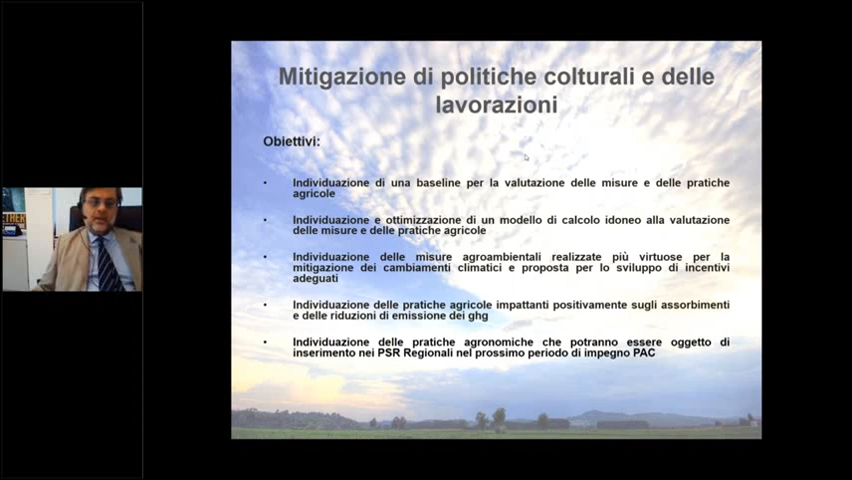 Mitigazione di politiche colturali e delle
lavorazioni
Obiettivi:
• Individuazione di una baseline per la valutazione delle misure e delle pratiche
agricole
• Individuazione e ottimizzazione di un modello di calcolo idoneo alla valutazione
delle misure e delle pratiche agricole
• Individuazione delle misure agroambientali realizzate più virtuose per la
mitigazione dei cambiamenti climatici e proposta per lo sviluppo di incentivi
adeguati
• Individuazione delle pratiche agricole impattanti positivamente sugli assorbimenti
e delle riduzioni di emissione dei ghg
• Individuazione delle pratiche agronomiche che potranno essere oggetto di
inserimento nei PSR Regionali nel prossimo periodo di impegno PAC